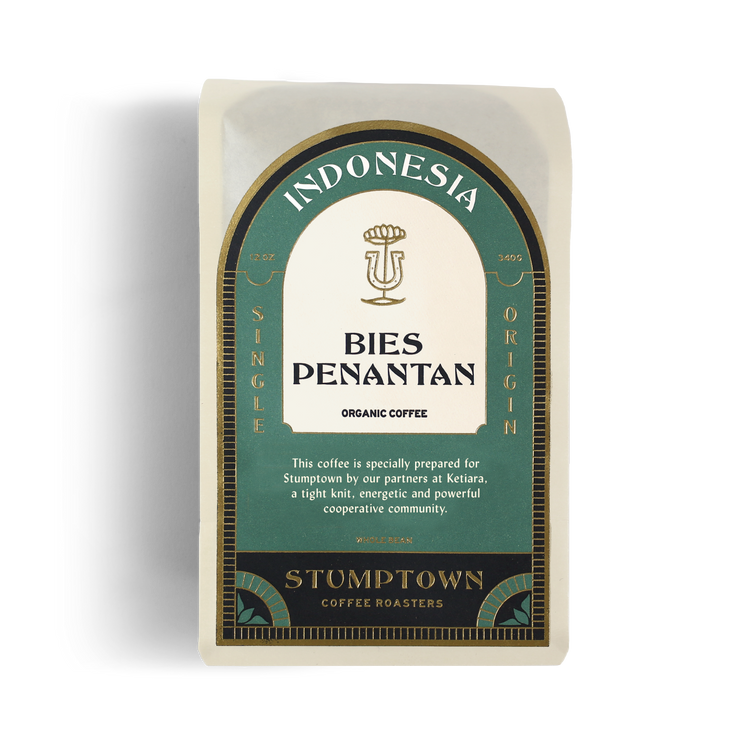 INDONESIA
12 OZ
340G
SINGLE
ORIGIN
BIES
PENANTAN
ORGANIC COFFEE
This coffee is specially prepared for
Stumptown by our partners at Ketiara,
a tight knit, energetic and powerful
cooperative community.
WHOLE BEAN
STUMPTOWN
COFFEE ROASTERS